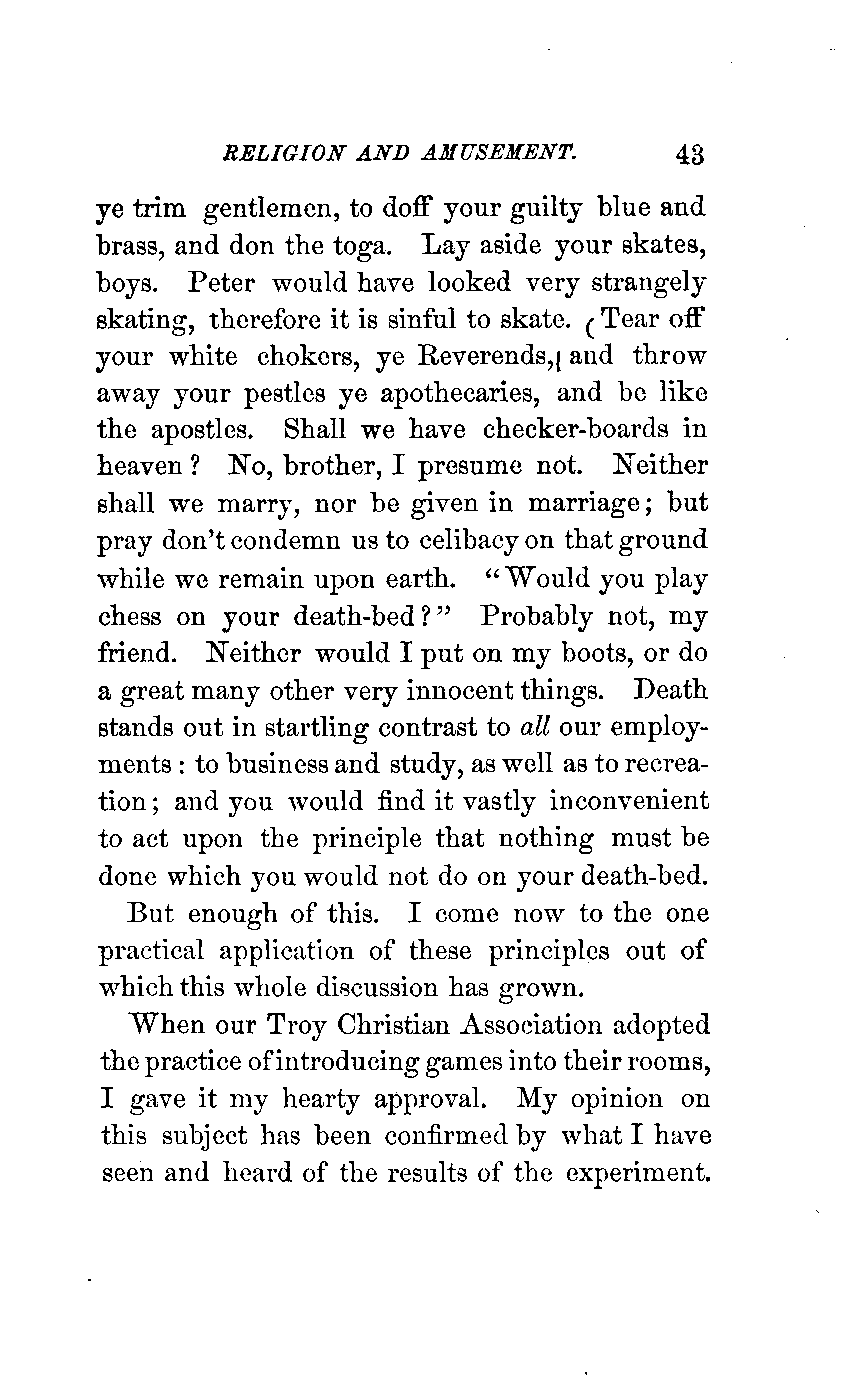 RELIGION AND AMUSEMENT. 43
ye trim gentlemen, to doff your guilty blue and
brass, and don the toga. Lay aside your skates,
boys. Peter would have looked very strangely
skating, therefore it is sinful to skate. (Tear off
your white chokers, ye Reverends,) and throw
away your pestles ye apothecaries, and be like
the apostles. Shall we have checker-boards in
heaven? No, brother, I presume not. Neither
shall we marry, nor be given in marriage; but
pray don't condemn us to celibacy on that ground
while we remain upon earth. "Would you play
chess on your death-bed?" Probably not, my
friend. Neither would I put on my boots, or do
a great many other very innocent things. Death
stands out in startling contrast to all our employ-
ments: to business and study, as well as to recrea-
tion; and you would find it vastly inconvenient
to act upon the principle that nothing must be
done which you would not do on your death-bed.
But enough of this. I come now to the one
practical application of these principles out of
which this whole discussion has grown.
When our Troy Christian Association adopted
the practice of introducing games into their rooms,
I gave it my hearty approval. My opinion on
this subject has been confirmed by what I have
seen and heard of the results of the experiment.